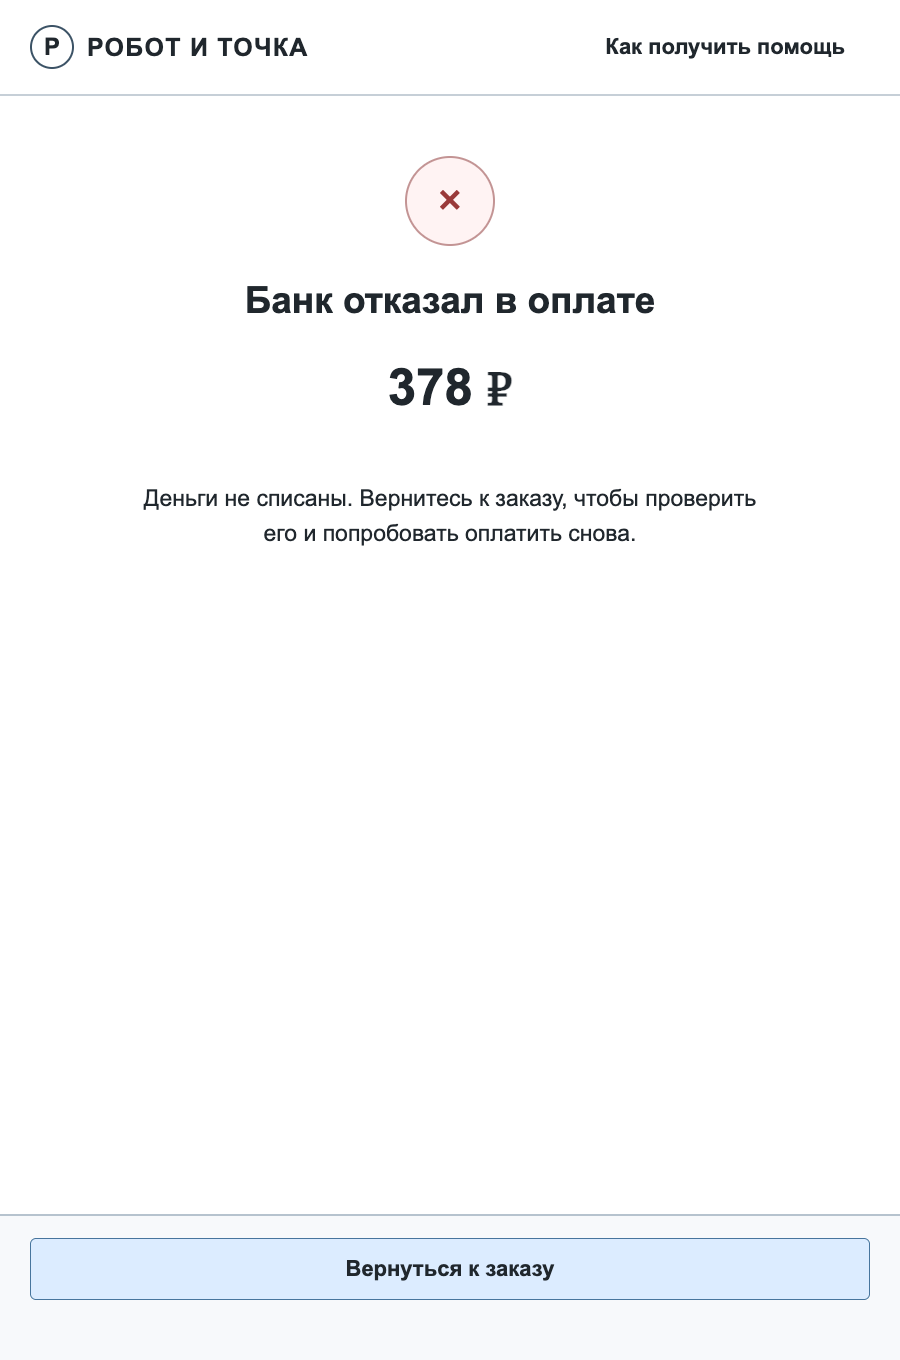 Р РОБОТ И ТОЧКА
Как получить помощь
×
Банк отказал в оплате
378 ₽
Деньги не списаны. Вернитесь к заказу, чтобы проверить
его и попробовать оплатить снова.
Вернуться к заказу